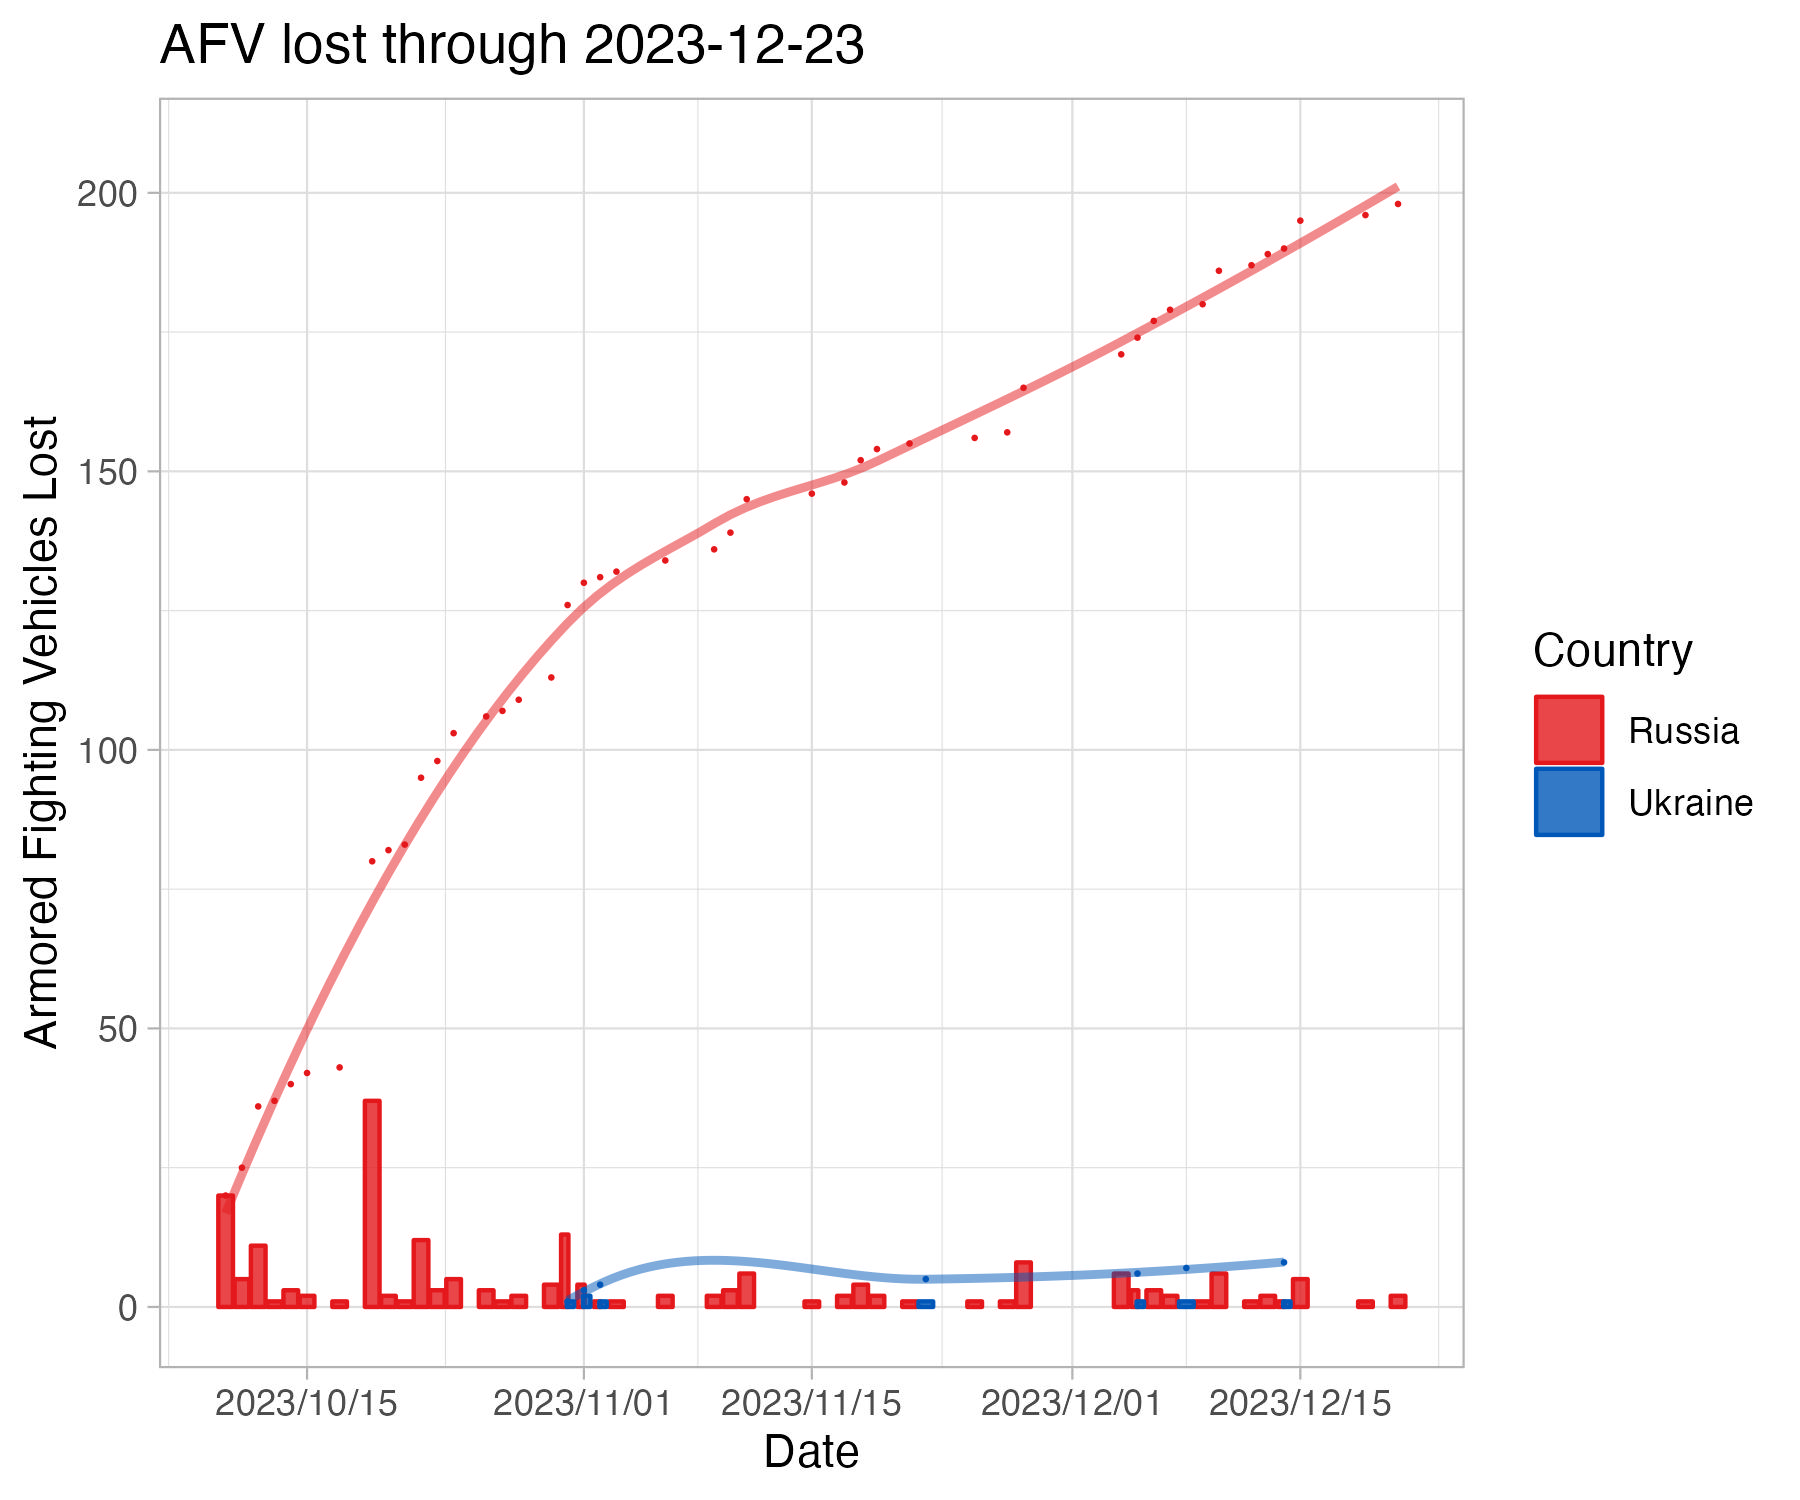 AFV lost through 2023-12-23
Armored Fighting Vehicles Lost
200
150
100
50
0
2023/10/15
2023/11/01
2023/11/15
2023/12/01
2023/12/15
Date
Country
Russia
Ukraine